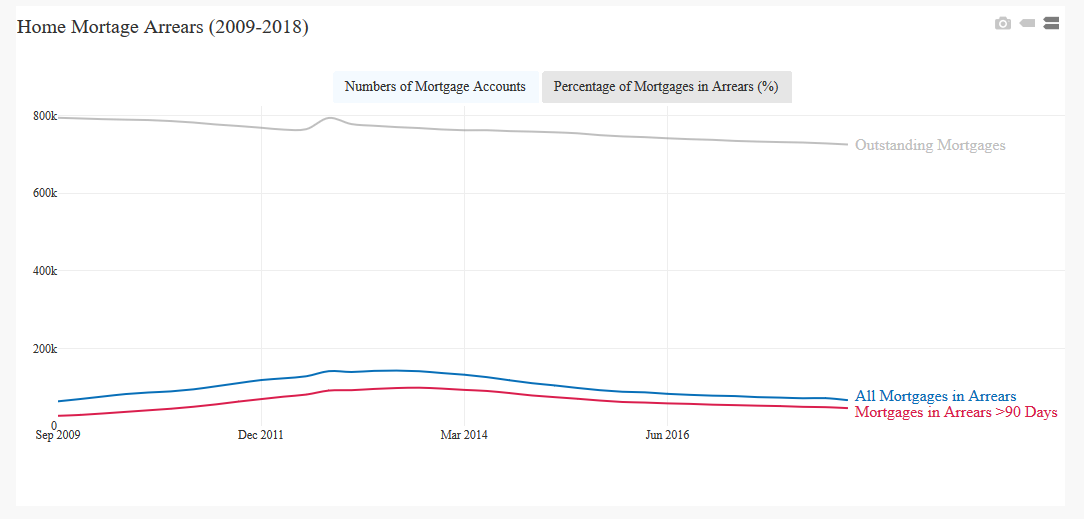 Home Mortage Arrears (2009-2018)
Numbers of Mortgage Accounts
Percentage of Mortgages in Arrears (%)
800k
Outstanding Mortgages
600k
400k
200k
All Mortgages in Arrears
Mortgages in Arrears >90 Days
0
Sep 2009
Dec 2011
Mar 2014
Jun 2016